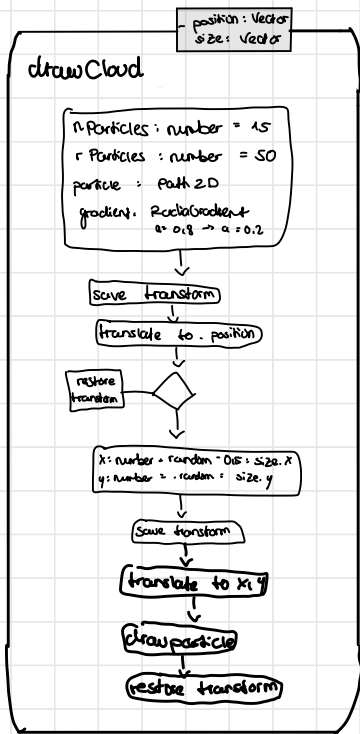 - position : Vector
size : Vector
drawCloud
nParticles : number = 15
rParticles : number = 50
particle : Path2D
gradient. RadiaGradient
a= 0,8 → a = 0.2
save transform
translate to . position
restore
transform
x : number = random - 0,5 : size. x
y : number = . random = size. y
save transform
translate to x, y
draw particle
restore transform